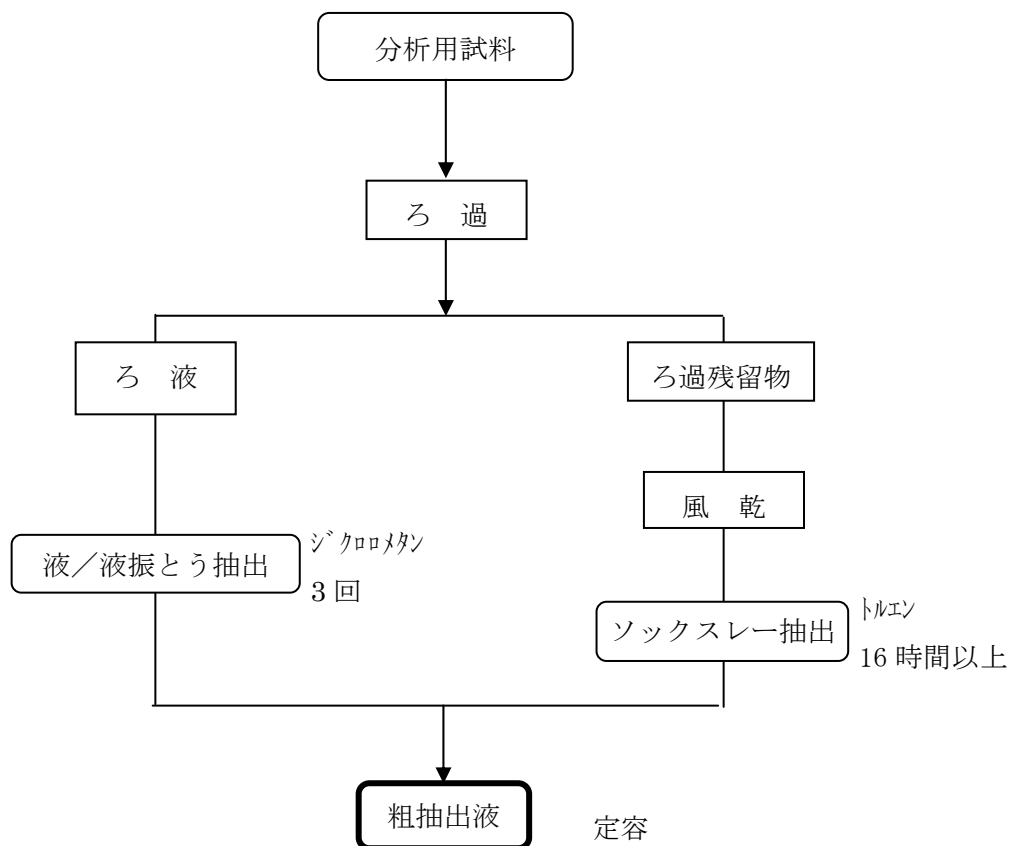 分析用試料
ろ　過
ろ　液
ろ過残留物
風　乾
液／液振とう抽出
ｼﾞｸﾛﾛﾒﾀﾝ
3 回
ソックスレー抽出
ﾄﾙｴﾝ
16 時間以上
粗抽出液
定容